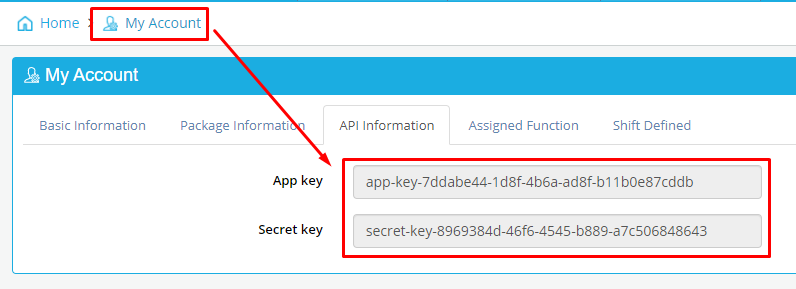 Home > My Account
My Account
Basic Information Package Information API Information Assigned Function Shift Defined
App key app-key-7ddabe44-1d8f-4b6a-ad8f-b11b0e87cddb
Secret key secret-key-8969384d-46f6-4545-b889-a7c506848643